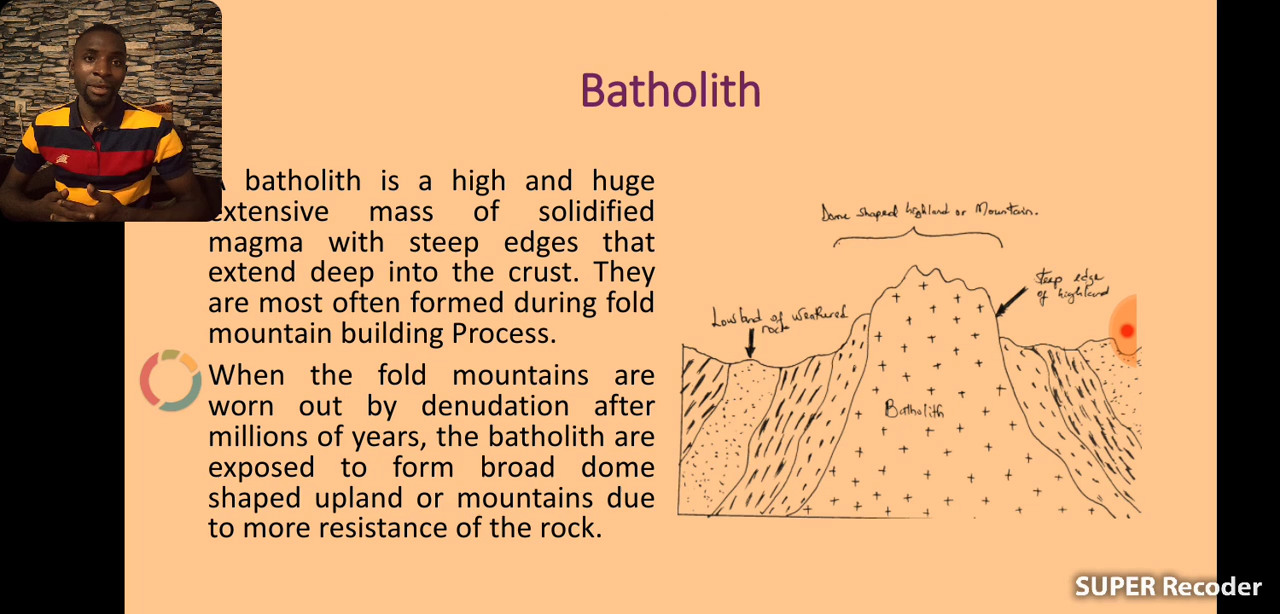 Batholith
batholith is a high and huge
extensive mass of solidified
magma with steep edges that
extend deep into the crust. They
are most often formed during fold
mountain building Process.
When the fold mountains are
worn out by denudation after
millions of years, the batholith are
exposed to form broad dome
shaped upland or mountains due
to more resistance of the rock.
Dome shaped highland or Mountain.
Steep edge
of highland
Lowland of weathered
rock
Batholith
SUPER Recoder